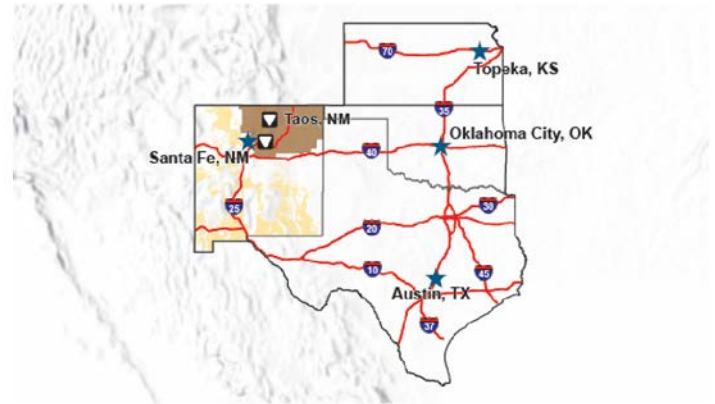 70
Topeka, KS
35
Taos, NM
Oklahoma City, OK
Santa Fe, NM
40
25
20
30
10
45
Austin, TX
37